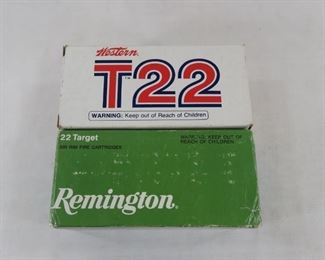 Western
T22
WARNING: Keep out of Reach of Children
22 Target
RIM FIRE CARTRIDGES
WARNING: KEEP OUT OF
REACH OF CHILDREN
Remington